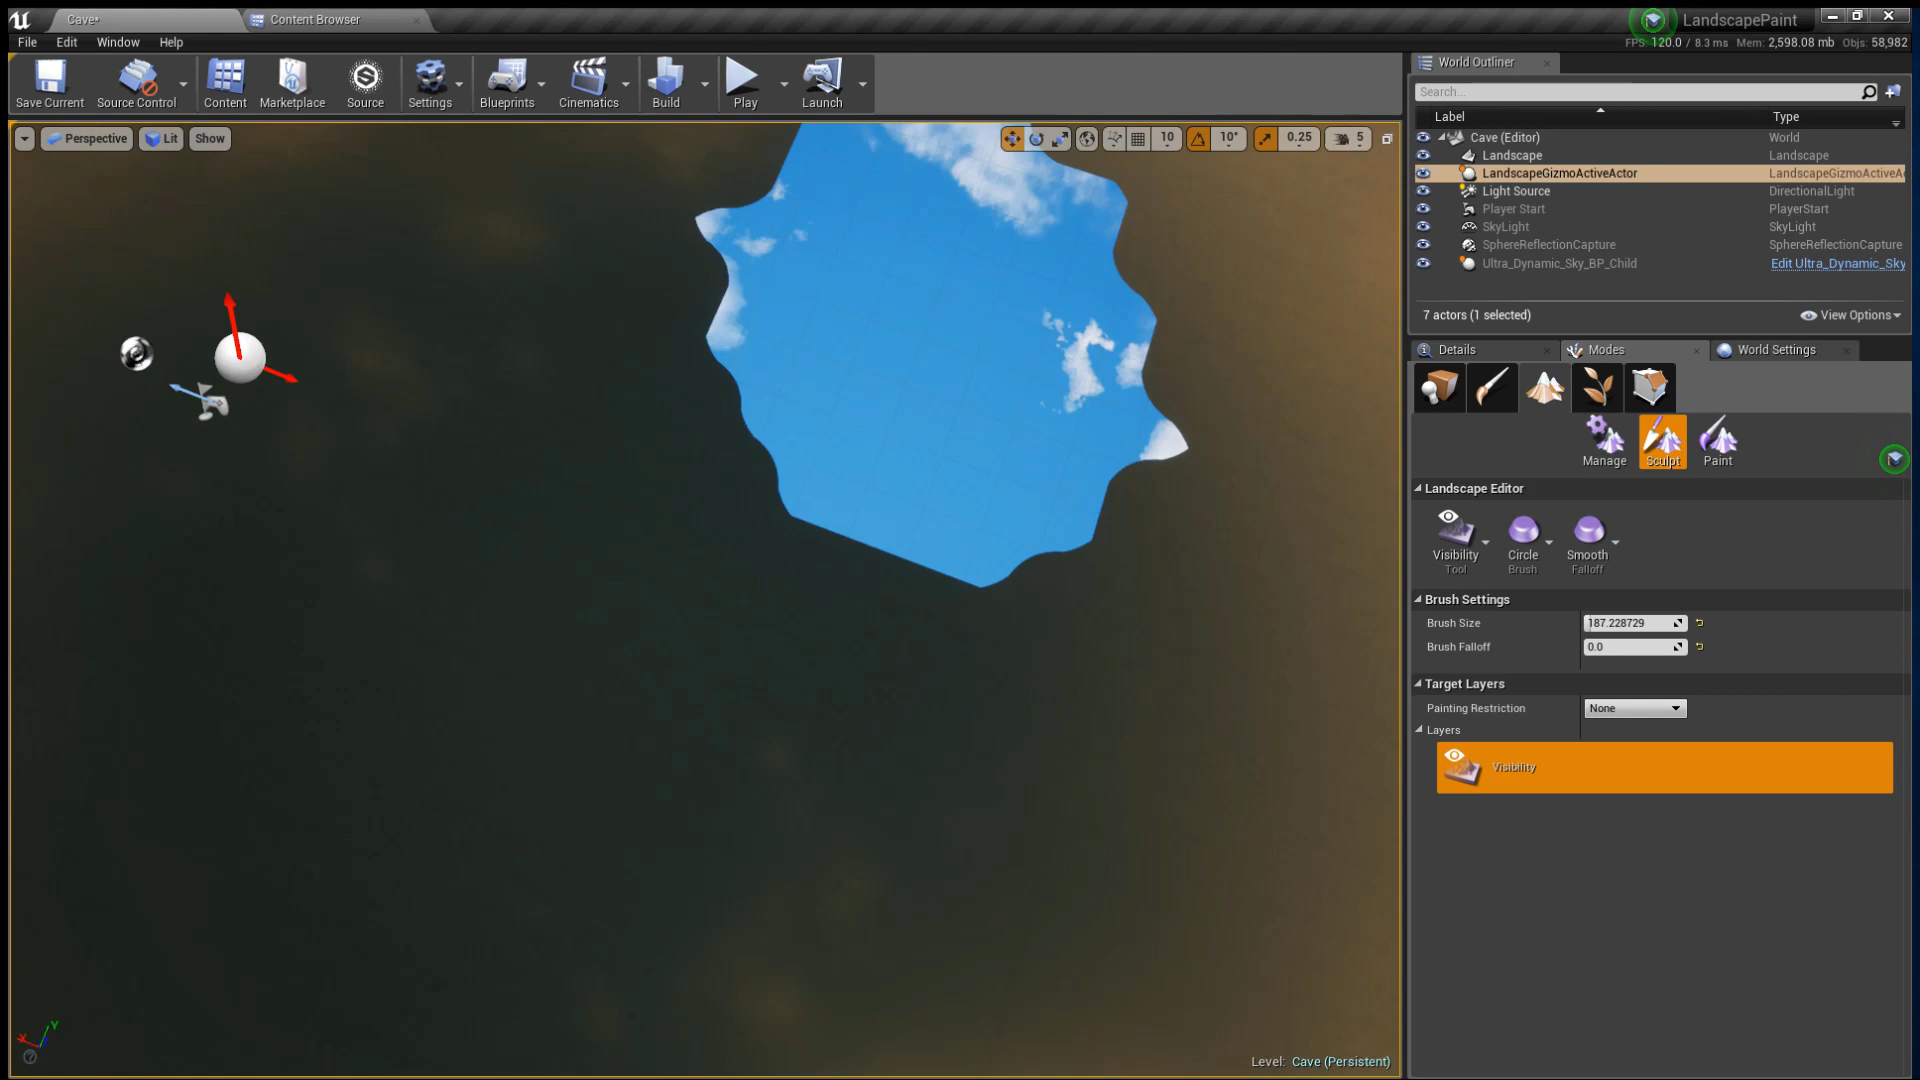 Cave*
Content Browser
LandscapePaint
File Edit Window Help
FPS: 120.0 / 8.3 ms Mem: 2,598.08 mb Objs: 58,982
Save Current Source Control Content Marketplace Source Settings Blueprints Cinematics Build Play Launch
Perspective Lit Show
10 10° 0.25 5
World Outliner
Search...
Label Type
Cave (Editor) World
Landscape Landscape
LandscapeGizmoActiveActor LandscapeGizmoActiveA
Light Source DirectionalLight
Player Start PlayerStart
SkyLight SkyLight
SphereReflectionCapture SphereReflectionCapture
Ultra_Dynamic_Sky_BP_Child Edit Ultra_Dynamic_Sky
7 actors (1 selected) View Options
Details Modes World Settings
Manage Sculpt Paint
Landscape Editor
Visibility Circle Smooth
Tool Brush Falloff
Brush Settings
Brush Size 187.228729
Brush Falloff 0.0
Target Layers
Painting Restriction None
Layers
Visibility
X Y
Level: Cave (Persistent)